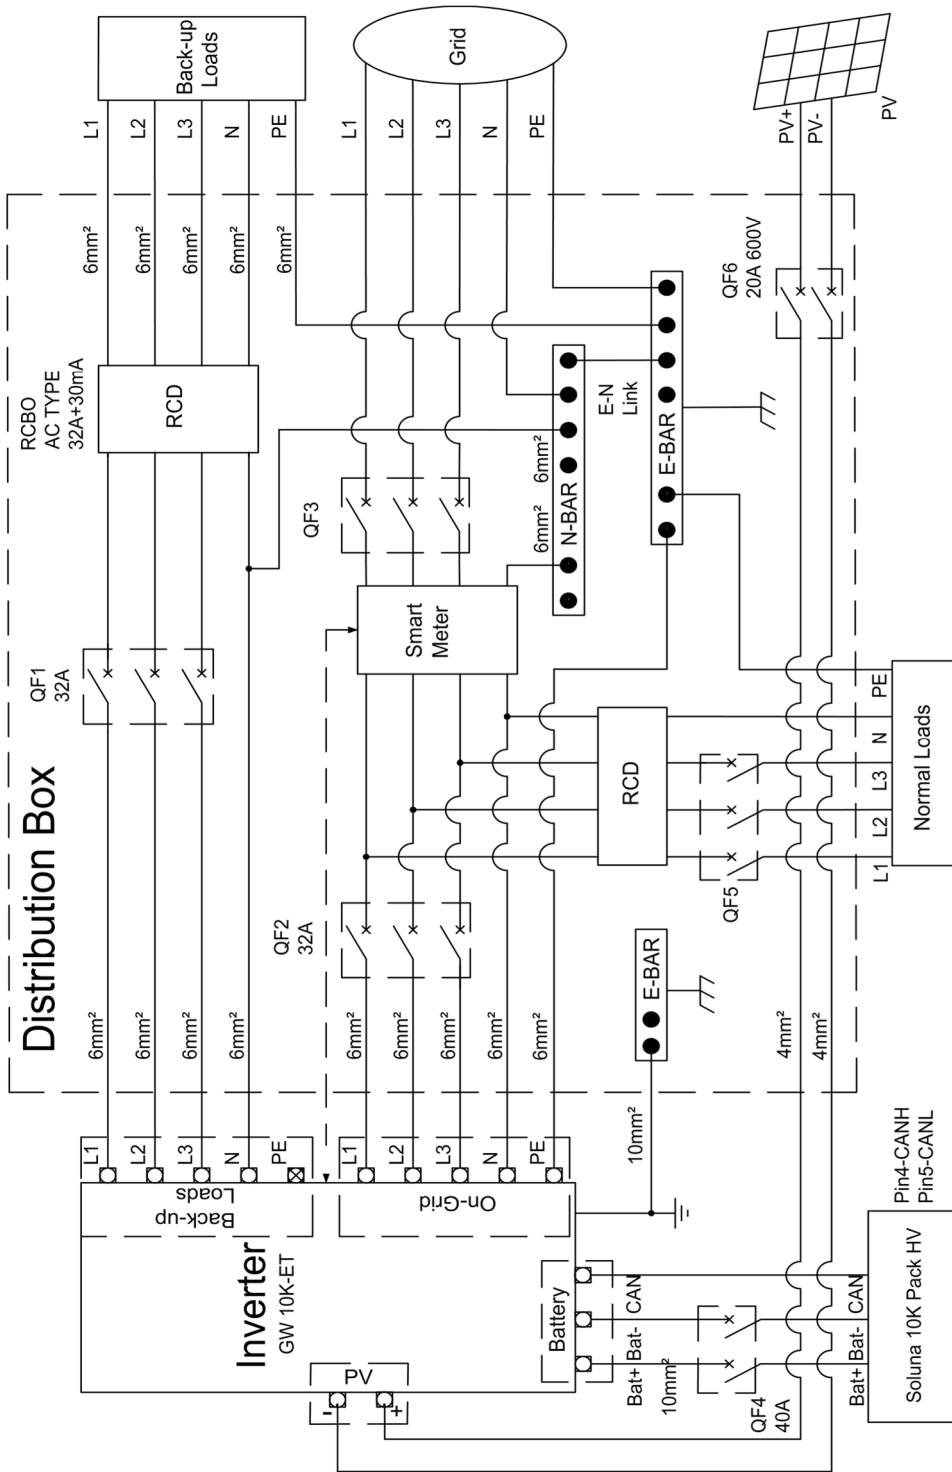 Distribution Box
Back-up
Loads
L1
L2
L3
N
PE
6mm²
6mm²
6mm²
6mm²
6mm²
RCBO
AC TYPE
32A+30mA
RCD
QF1
32A
6mm²
6mm²
6mm²
6mm²
L1
L2
L3
N
PE
Back-up
Loads
Grid
L1
L2
L3
N
PE
QF3
Smart
Meter
6mm²
6mm²
N-BAR
E-N
Link
E-BAR
QF2
32A
6mm²
6mm²
6mm²
6mm²
6mm²
L1
L2
L3
N
PE
On-Grid
Inverter
GW 10K-ET
RCD
QF5
L1
L2
L3
N
PE
Normal Loads
E-BAR
10mm²
PV+
PV-
PV
QF6
20A 600V
4mm²
4mm²
PV
-
+
Battery
Bat+
Bat-
CAN
10mm²
QF4
40A
Bat+
Bat-
CAN
Soluna 10K Pack HV
Pin4-CANH
Pin5-CANL